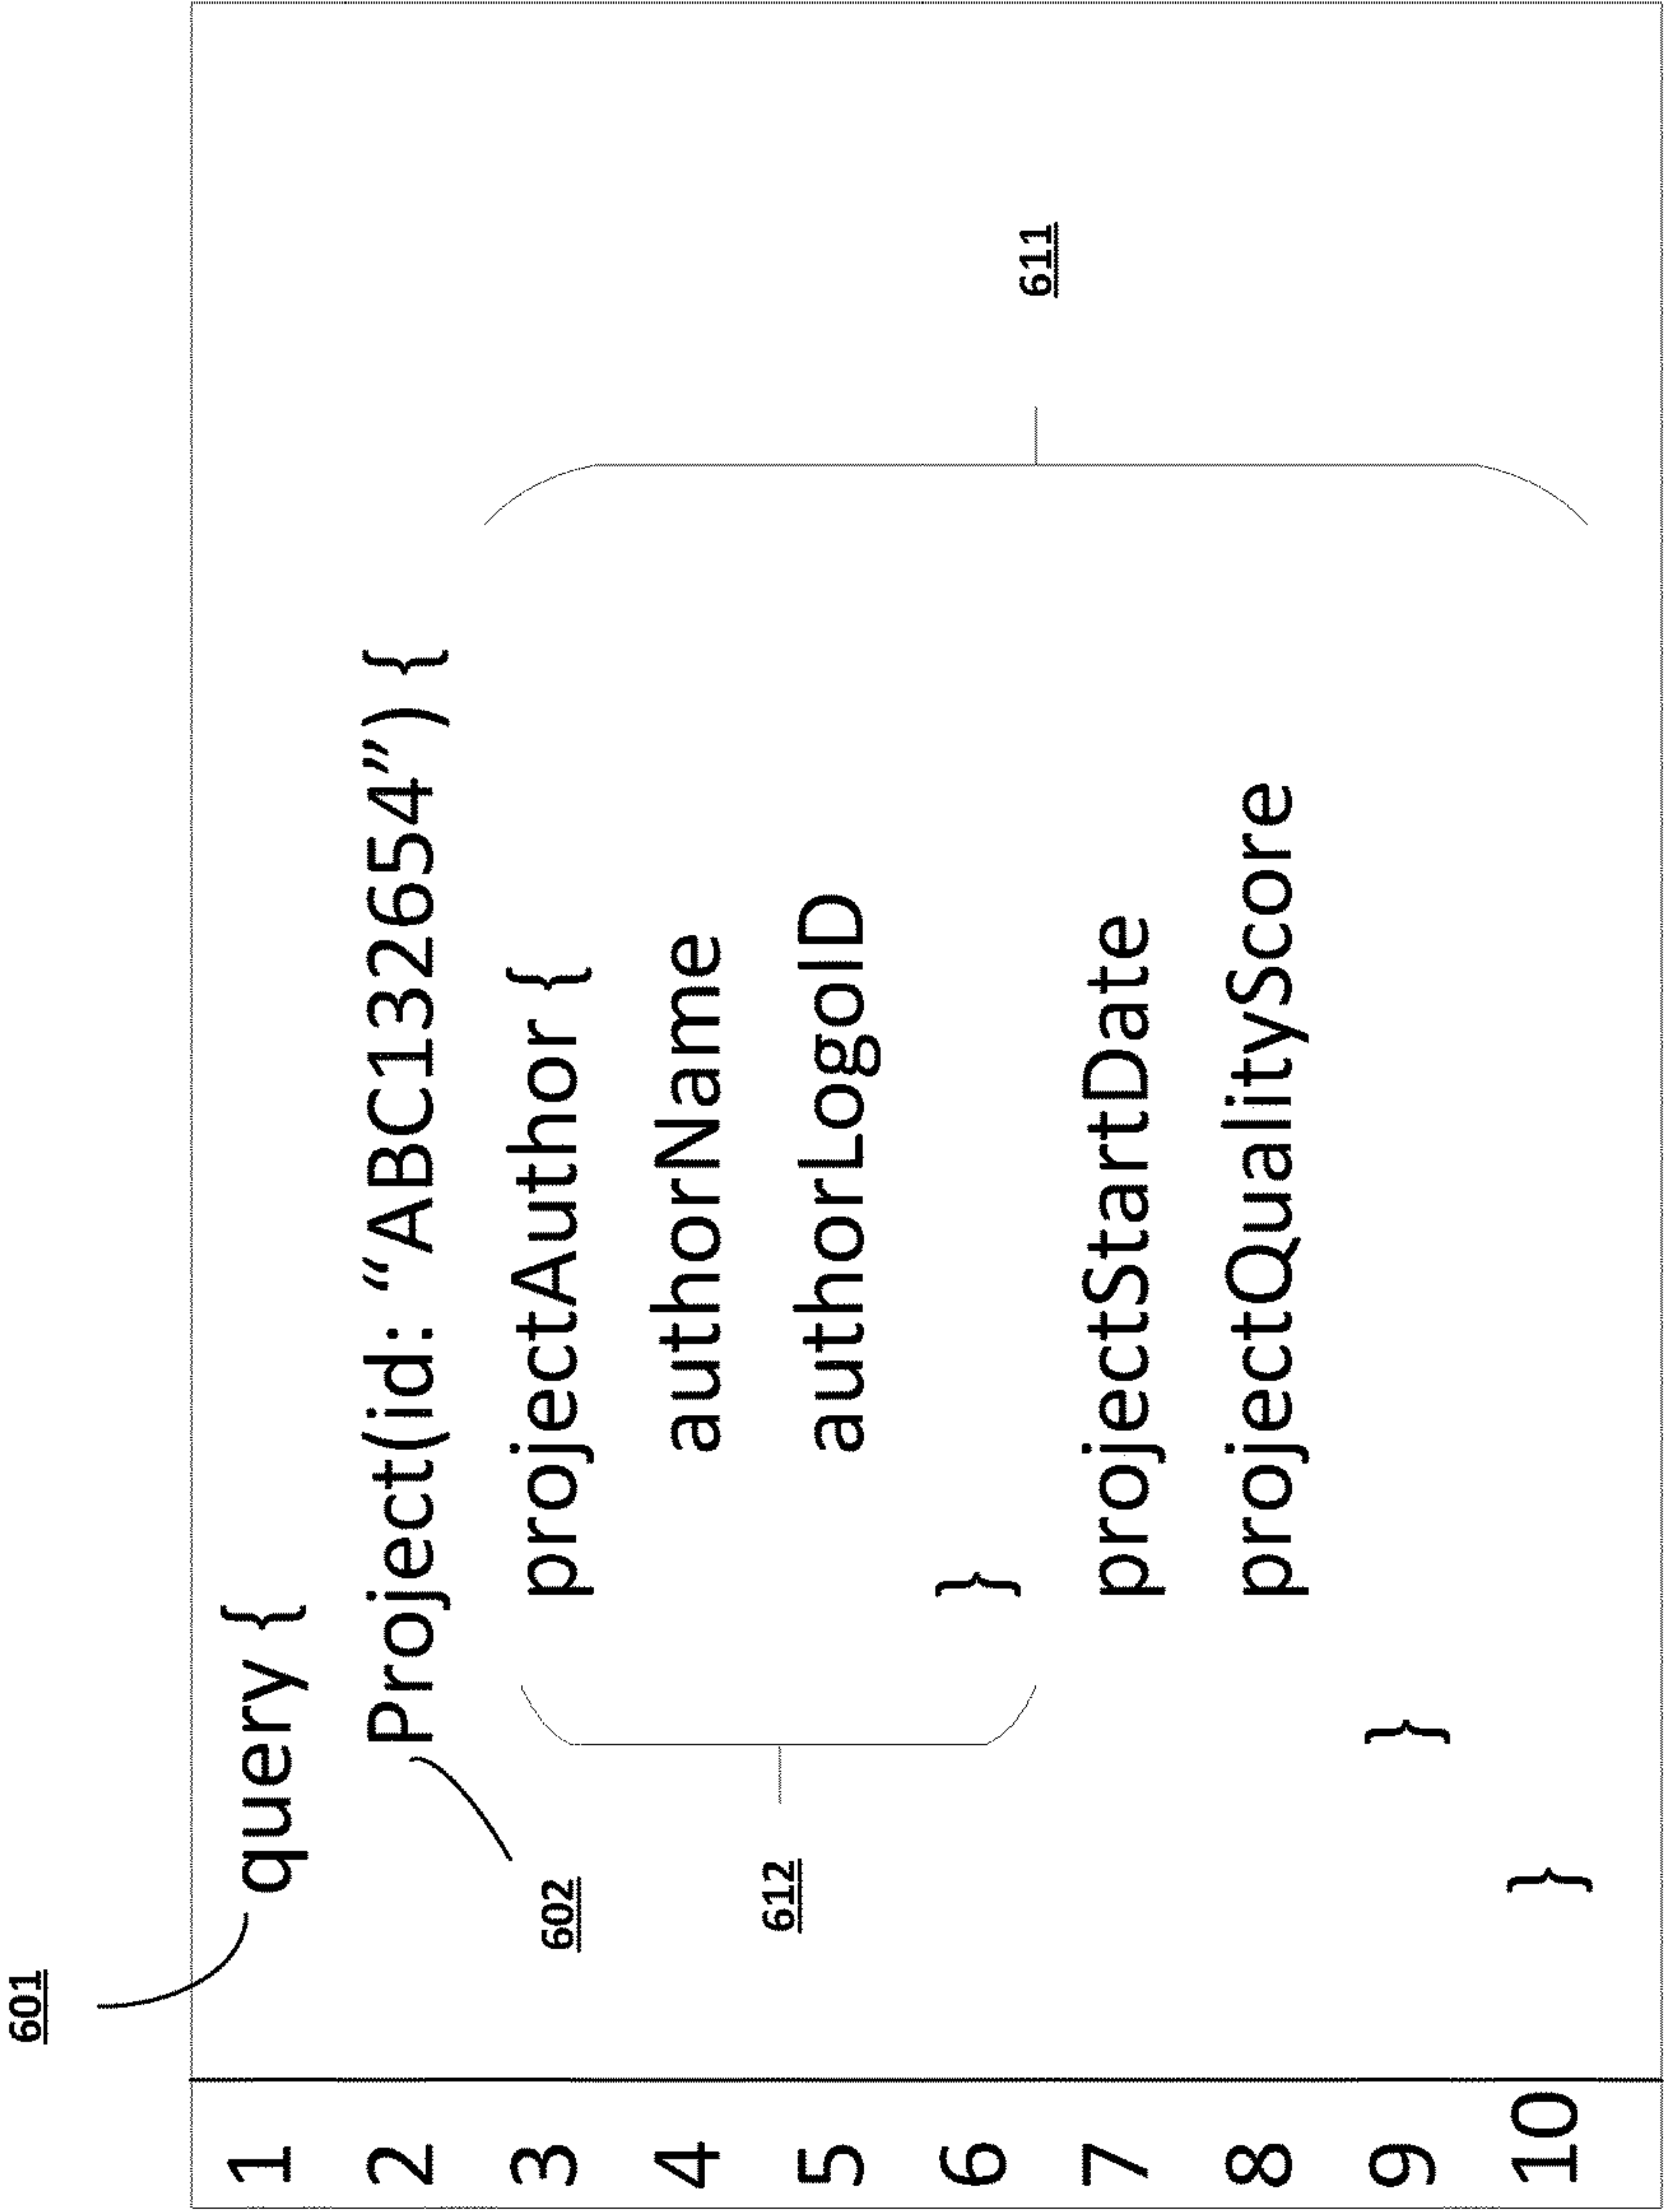 601
1 query {
602
2 Project(id: “ABC132654”) {
3 projectAuthor {
612
4 authorName
5 authorLogoID
6 }
611
7 projectStartDate
8 projectQualityScore
9 }
10 }